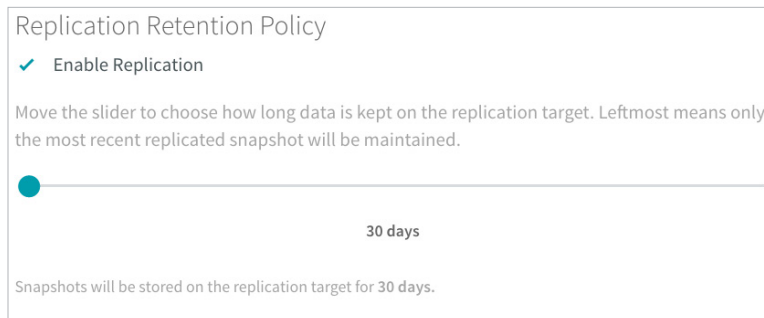 Replication Retention Policy
Enable Replication
Move the slider to choose how long data is kept on the replication target. Leftmost means only
the most recent replicated snapshot will be maintained.
30 days
Snapshots will be stored on the replication target for 30 days.